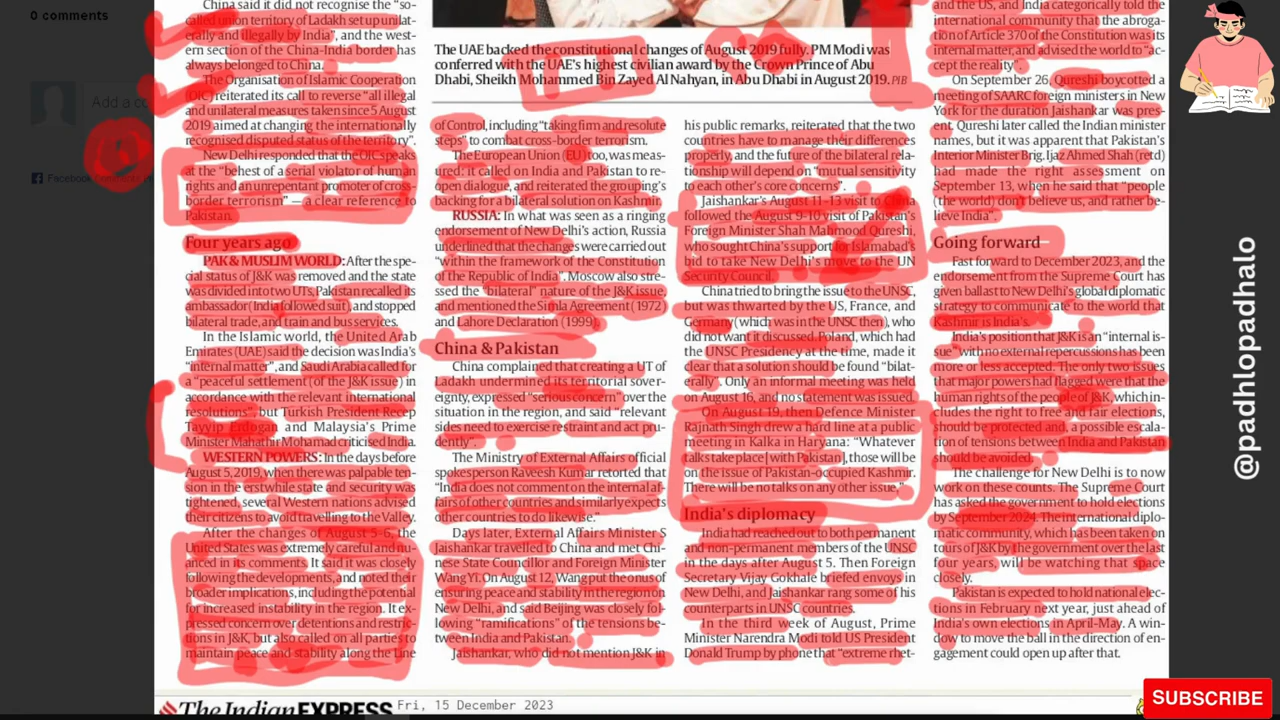 0 comments
Add a co
Facebook
China said it did not recognise the “so-
called union territory of Ladakh set up unilat-
erally and illegally by India”, and the west-
ern section of the China-India border has
always belonged to China.
The Organisation of Islamic Cooperation
(OIC) reiterated its call to reverse “all illegal
and unilateral measures taken since 5 August
2019 aimed at changing the internationally
recognised disputed status of the territory”.
New Delhi responded that the OIC speaks
at the “behest of a serial violator of human
rights and an unrepentant promoter of cross-
border terrorism” — a clear reference to
Pakistan.
Four years ago
PAK & MUSLIM WORLD: After the spe-
cial status of J&K was removed and the state
was divided into two UTs, Pakistan recalled its
ambassador (India followed suit), and stopped
bilateral trade, and train and bus services.
In the Islamic world, the United Arab
Emirates (UAE) said the decision was India’s
“internal matter”, and Saudi Arabia called for
a “peaceful settlement (of the J&K issue) in
accordance with the relevant international
resolutions”, but Turkish President Recep
Tayyip Erdogan and Malaysia’s Prime
Minister Mahathir Mohamad criticised India.
WESTERN POWERS: In the days before
August 5, 2019, when there was palpable ten-
sion in the erstwhile state and security was
tightened, several Western nations advised
their citizens to avoid travelling to the Valley.
After the changes of August 5-6, the
United States was extremely careful and nu-
anced in its comments. It said it was closely
following the developments, and noted their
broader implications, including the potential
for increased instability in the region. It ex-
pressed concern over detentions and restric-
tions in J&K, but also called on all parties to
maintain peace and stability along the Line
The UAE backed the constitutional changes of August 2019 fully. PM Modi was
conferred with the UAE’s highest civilian award by the Crown Prince of Abu
Dhabi, Sheikh Mohammed Bin Zayed Al Nahyan, in Abu Dhabi in August 2019. PIB
of Control, including “taking firm and resolute
steps” to combat cross-border terrorism.
The European Union (EU) too, was meas-
ured: it called on India and Pakistan to re-
open dialogue, and reiterated the grouping’s
backing for a bilateral solution on Kashmir.
RUSSIA: In what was seen as a ringing
endorsement of New Delhi’s action, Russia
underlined that the changes were carried out
“within the framework of the Constitution
of the Republic of India”. Moscow also stre-
ssed the “bilateral” nature of the J&K issue,
and mentioned the Simla Agreement (1972)
and Lahore Declaration (1999).
China & Pakistan
China complained that creating a UT of
Ladakh undermined its territorial sover-
eignty, expressed “serious concern” over the
situation in the region, and said “relevant
sides need to exercise restraint and act pru-
dently”.
The Ministry of External Affairs official
spokesperson Raveesh Kumar retorted that
“India does not comment on the internal af-
fairs of other countries and similarly expects
other countries to do likewise.”
Days later, External Affairs Minister S
Jaishankar travelled to China and met Chi-
nese State Councillor and Foreign Minister
Wang Yi. On August 12, Wang put the onus of
ensuring peace and stability in the region on
New Delhi, and said Beijing was closely fol-
lowing “ramifications” of the tensions be-
tween India and Pakistan.
Jaishankar, who did not mention J&K in
his public remarks, reiterated that the two
countries have to manage their differences
properly, and the future of the bilateral rela-
tionship will depend on “mutual sensitivity
to each other’s core concerns”.
Jaishankar’s August 11-13 visit to China
followed the August 9-10 visit of Pakistan’s
Foreign Minister Shah Mahmood Qureshi,
who sought China’s support for Islamabad’s
bid to take New Delhi’s move to the UN
Security Council.
China tried to bring the issue to the UNSC,
but was thwarted by the US, France, and
Germany (which was in the UNSC then), who
did not want it discussed. Poland, which had
the UNSC Presidency at the time, made it
clear that a solution should be found “bilat-
erally”. Only an informal meeting was held
on August 16, and no statement was issued.
On August 19, then Defence Minister
Rajnath Singh drew a hard line at a public
meeting in Kalka in Haryana: “Whatever
talks take place [with Pakistan], those will be
on the issue of Pakistan-occupied Kashmir.
There will be no talks on any other issue,”
India’s diplomacy
India had reached out to both permanent
and non-permanent members of the UNSC
in the days after August 5. Then Foreign
Secretary Vijay Gokhale briefed envoys in
New Delhi, and Jaishankar rang some of his
counterparts in UNSC countries.
In the third week of August, Prime
Minister Narendra Modi told US President
Donald Trump by phone that “extreme rhet-
and the US, and India categorically told the
international community that the abroga-
tion of Article 370 of the Constitution was its
internal matter, and advised the world to “ac-
cept the reality”.
On September 26, Qureshi boycotted a
meeting of SAARC foreign ministers in New
York for the duration Jaishankar was pres-
ent. Qureshi later called the Indian minister
names, but it was apparent that Pakistan’s
Interior Minister Brig. Ijaz Ahmed Shah (retd)
had made the right assessment on
September 13, when he said that “people
(the world) don’t believe us, and rather be-
lieve India”.
Going forward
Fast forward to December 2023, and the
endorsement from the Supreme Court has
given ballast to New Delhi’s global diplomatic
strategy to communicate to the world that
Kashmir is India’s.
India’s position that J&K is an “internal is-
sue” with no external repercussions has been
more or less accepted. The only two issues
that major powers had flagged were that the
human rights of the people of J&K, which in-
cludes the right to free and fair elections,
should be protected and, a possible escala-
tion of tensions between India and Pakistan
should be avoided.
The challenge for New Delhi is to now
work on these counts. The Supreme Court
has asked the government to hold elections
by September 2024. The international diplo-
matic community, which has been taken on
tours of J&K by the government over the last
four years, will be watching that space
closely.
Pakistan is expected to hold national elec-
tions in February next year, just ahead of
India’s own elections in April-May. A win-
dow to move the ball in the direction of en-
gagement could open up after that.
@padhlopadhalo
SUBSCRIBE
The Indian EXPRESS
Fri, 15 December 2023